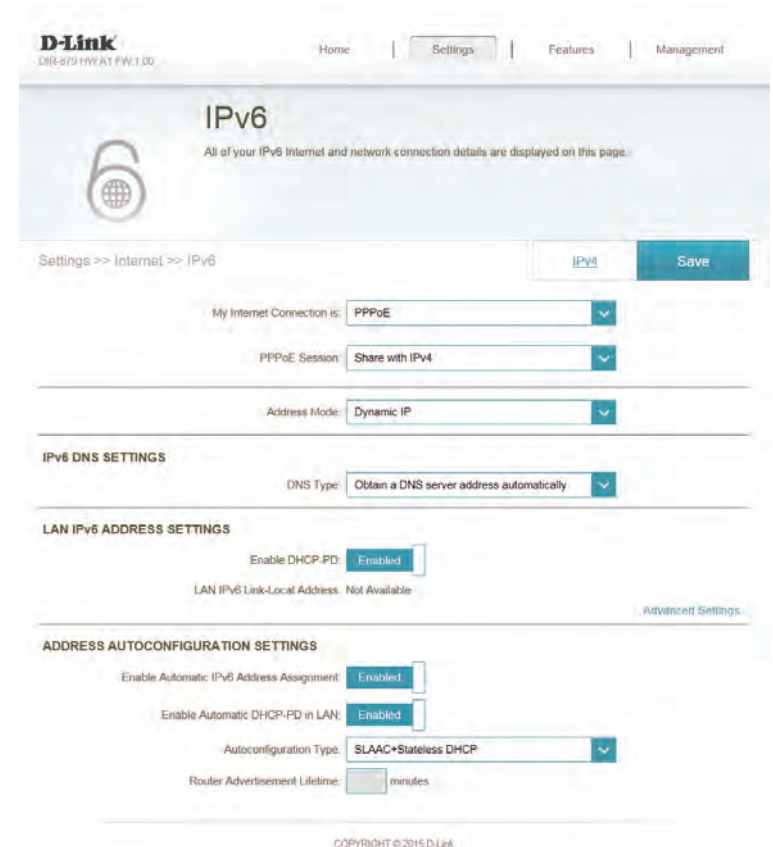 D-Link
DIR-879 HW:A1 FW:1.00
Home | Settings | Features | Management
IPv6
All of your IPv6 Internet and network connection details are displayed on this page.
Settings >> Internet >> IPv6
IPv4
Save
My Internet Connection is: PPPoE
PPPoE Session: Share with IPv4
Address Mode: Dynamic IP
IPv6 DNS SETTINGS
DNS Type: Obtain a DNS server address automatically
LAN IPv6 ADDRESS SETTINGS
Enable DHCP-PD: Enabled
LAN IPv6 Link-Local Address: Not Available
Advanced Settings...
ADDRESS AUTOCONFIGURATION SETTINGS
Enable Automatic IPv6 Address Assignment: Enabled
Enable Automatic DHCP-PD in LAN: Enabled
Autoconfiguration Type: SLAAC+Stateless DHCP
Router Advertisement Lifetime: minutes
COPYRIGHT © 2015 D-Link